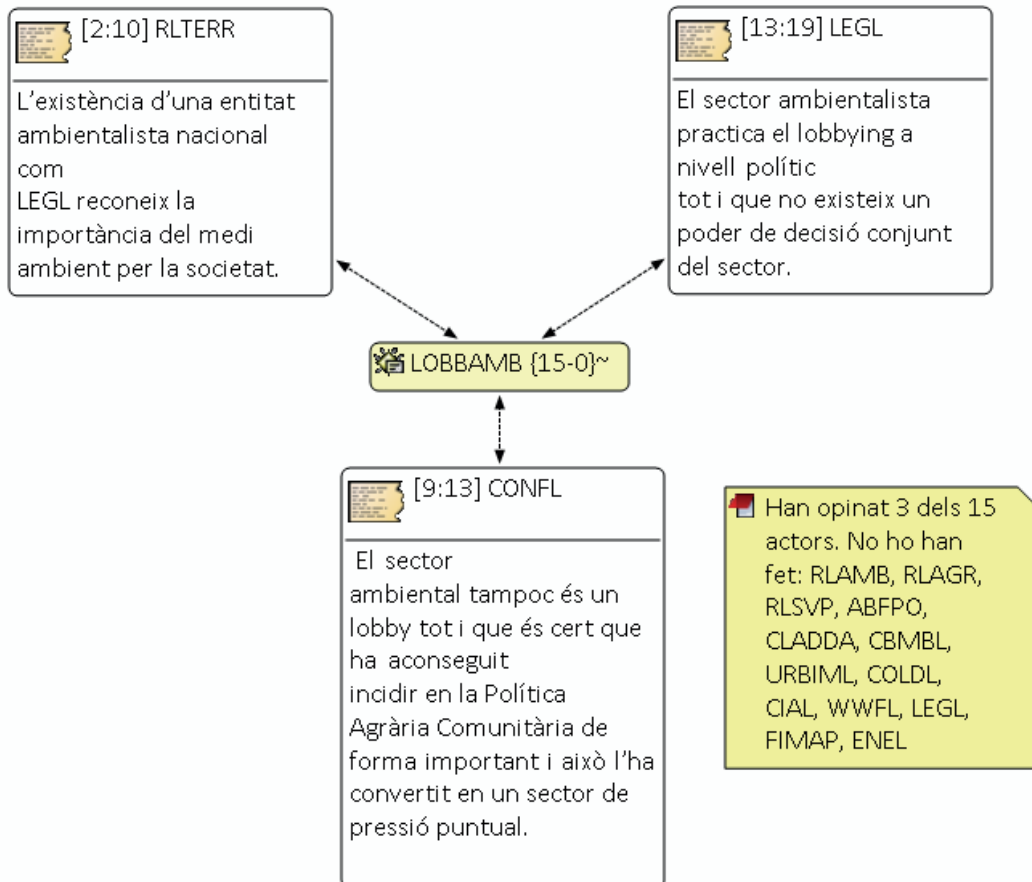 [2:10] RLTERR
L'existència d'una entitat
ambientalista nacional
com
LEGL reconeix la
importància del medi
ambient per la societat.
[13:19] LEGL
El sector ambientalista
practica el lobbying a
nivell polític
tot i que no existeix un
poder de decisió conjunt
del sector.
LOBBAMB {15-0}~
[9:13] CONFL
El sector
ambiental tampoc és un
lobby tot i que és cert que
ha aconseguit
incidir en la Política
Agrària Comunitària de
forma important i això l'ha
convertit en un sector de
pressió puntual.
Han opinat 3 dels 15
actors. No ho han
fet: RLAMB, RLAGR,
RLSVP, ABFPO,
CLADDA, CBMBL,
URBIML, COLDL,
CIAL, WWFL, LEGL,
FIMAP, ENEL